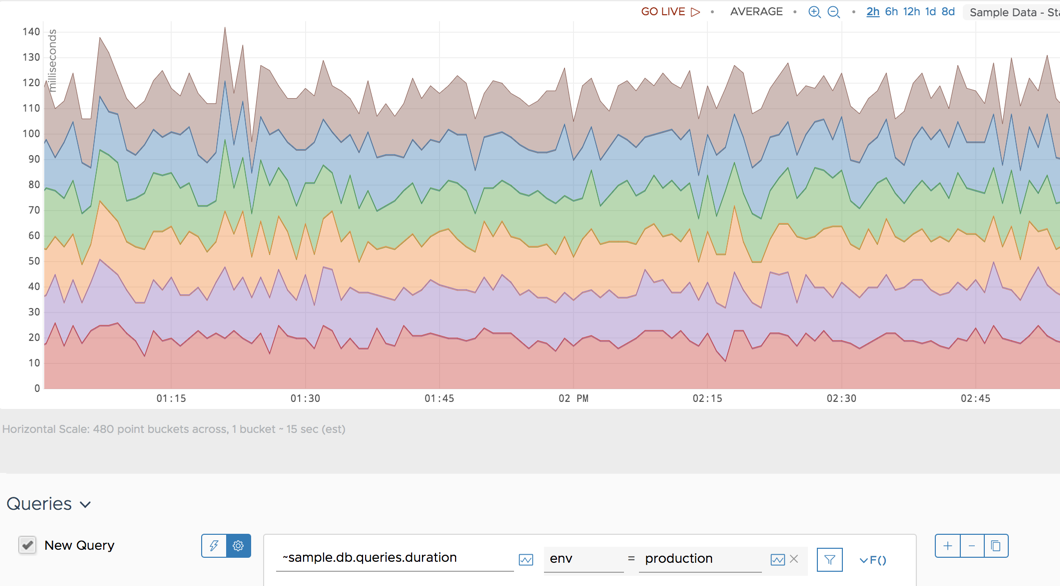 GO LIVE • AVERAGE • • 2h 6h 12h 1d 8d Sample Data - Sta
milliseconds
140
130
120
110
100
90
80
70
60
50
40
30
20
10
0
01:15 01:30 01:45 02 PM 02:15 02:30 02:45
Horizontal Scale: 480 point buckets across, 1 bucket ~ 15 sec (est)
Queries
New Query
~sample.db.queries.duration env = production F()